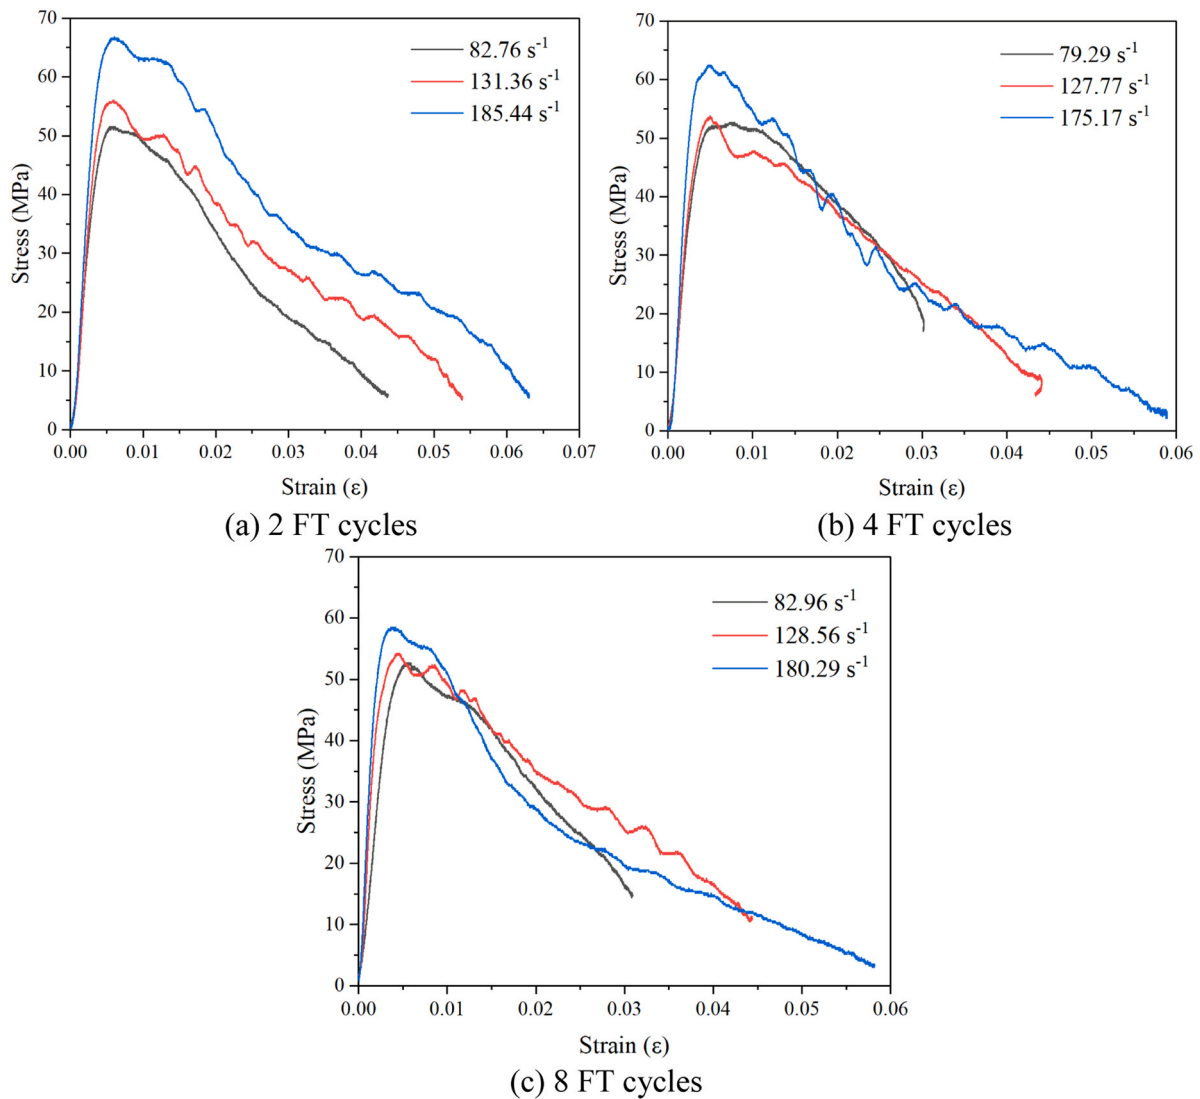 70
60
50
40
30
20
10
0
Stress (MPa)
82.76 s⁻¹
131.36 s⁻¹
185.44 s⁻¹
0.00 0.01 0.02 0.03 0.04 0.05 0.06 0.07
Strain (ε)
(a) 2 FT cycles
70
60
50
40
30
20
10
0
Stress (MPa)
79.29 s⁻¹
127.77 s⁻¹
175.17 s⁻¹
0.00 0.01 0.02 0.03 0.04 0.05 0.06
Strain (ε)
(b) 4 FT cycles
70
60
50
40
30
20
10
0
Stress (MPa)
82.96 s⁻¹
128.56 s⁻¹
180.29 s⁻¹
0.00 0.01 0.02 0.03 0.04 0.05 0.06
Strain (ε)
(c) 8 FT cycles